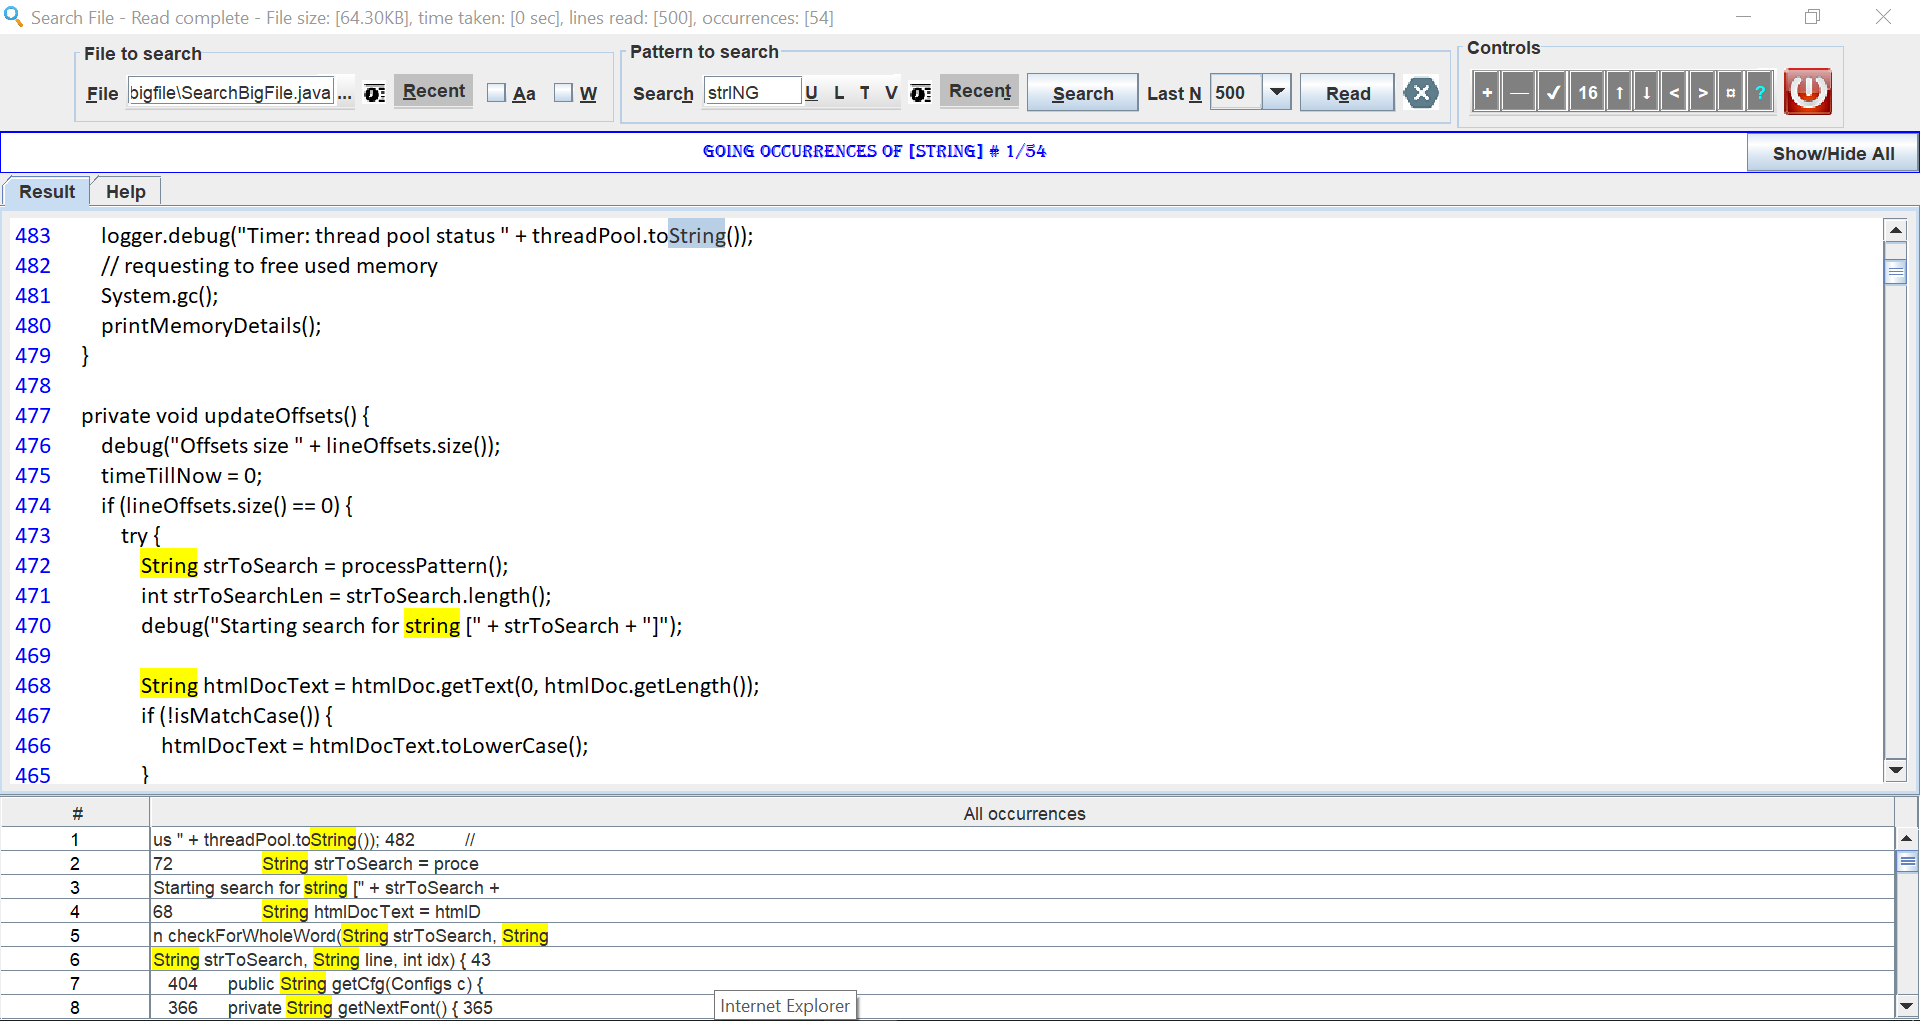 Search File - Read complete - File size: [64.30KB], time taken: [0 sec], lines read: [500], occurrences: [54]
File to search
Pattern to search
Controls
File bigfile\SearchBigFile.java ... Recent Aa W
Search strING U L T V Recent Search Last N 500 Read
+ — ✓ 16 ↑ ↓ < > ¤ ?
GOING OCCURRENCES OF [STRING] # 1/54
Show/Hide All
Result Help
483 logger.debug("Timer: thread pool status " + threadPool.toString());
482 // requesting to free used memory
481 System.gc();
480 printMemoryDetails();
479 }
478
477 private void updateOffsets() {
476 debug("Offsets size " + lineOffsets.size());
475 timeTillNow = 0;
474 if (lineOffsets.size() == 0) {
473 try {
472 String strToSearch = processPattern();
471 int strToSearchLen = strToSearch.length();
470 debug("Starting search for string [" + strToSearch + "]");
469
468 String htmlDocText = htmlDoc.getText(0, htmlDoc.getLength());
467 if (!isMatchCase()) {
466 htmlDocText = htmlDocText.toLowerCase();
465 }
# All occurrences
1 us " + threadPool.toString()); 482 //
2 72 String strToSearch = proce
3 Starting search for string [" + strToSearch +
4 68 String htmlDocText = htmlD
5 n checkForWholeWord(String strToSearch, String
6 String strToSearch, String line, int idx) { 43
7 404 public String getCfg(Configs c) {
8 366 private String getNextFont() { 365
Internet Explorer